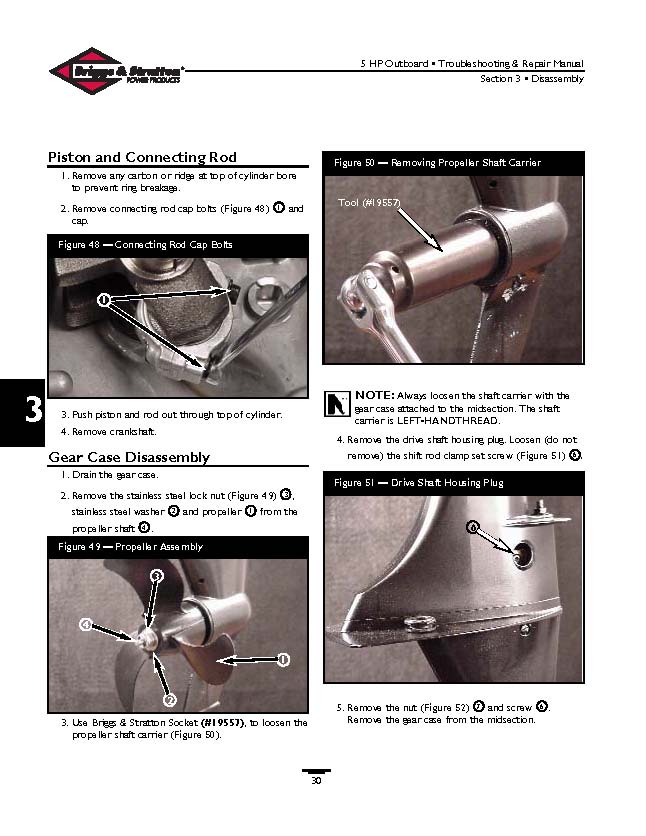 Briggs & Stratton
POWER PRODUCTS
5 HP Outboard • Troubleshooting & Repair Manual
Section 3 • Disassembly
Piston and Connecting Rod
1. Remove any carbon or ridge at top of cylinder bore
to prevent ring breakage.
2. Remove connecting rod cap bolts (Figure 48) ① and
cap.
Figure 48 — Connecting Rod Cap Bolts
1
3
3. Push piston and rod out through top of cylinder.
4. Remove crankshaft.
Gear Case Disassembly
1. Drain the gear case.
2. Remove the stainless steel lock nut (Figure 49) ③,
stainless steel washer ② and propeller ① from the
propeller shaft ④.
Figure 49 — Propeller Assembly
3
4
1
2
3. Use Briggs & Stratton Socket (#19557), to loosen the
propeller shaft carrier (Figure 50).
Figure 50 — Removing Propeller Shaft Carrier
Tool (#19557)
NOTE: Always loosen the shaft carrier with the
gear case attached to the midsection. The shaft
carrier is LEFT-HANDTHREAD.
4. Remove the drive shaft housing plug. Loosen (do not
remove) the shift rod clamp set screw (Figure 51)
Figure 51 — Drive Shaft Housing Plug
5. Remove the nut (Figure 52) ⑦ and screw ⑥.
Remove the gear case from the midsection.
30